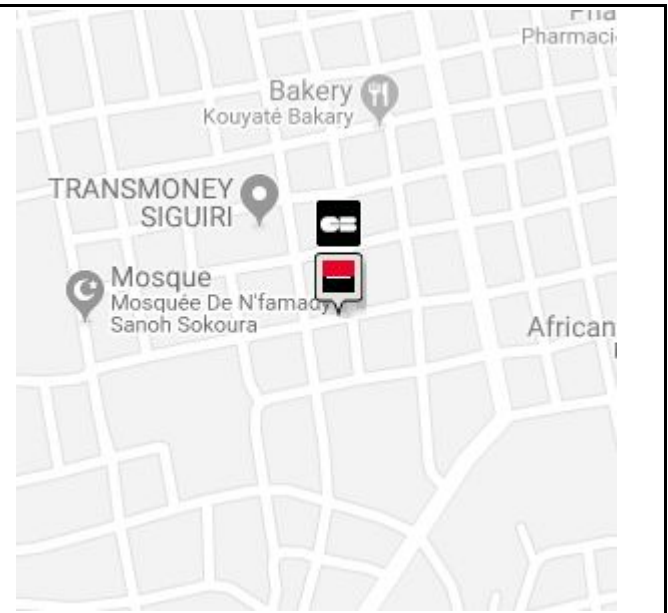 Pharmaci
Bakery
Kouyaté Bakary
TRANSMONEY
SIGUIRI
Mosque
Mosquée De N'famady
Sanoh Sokoura
African